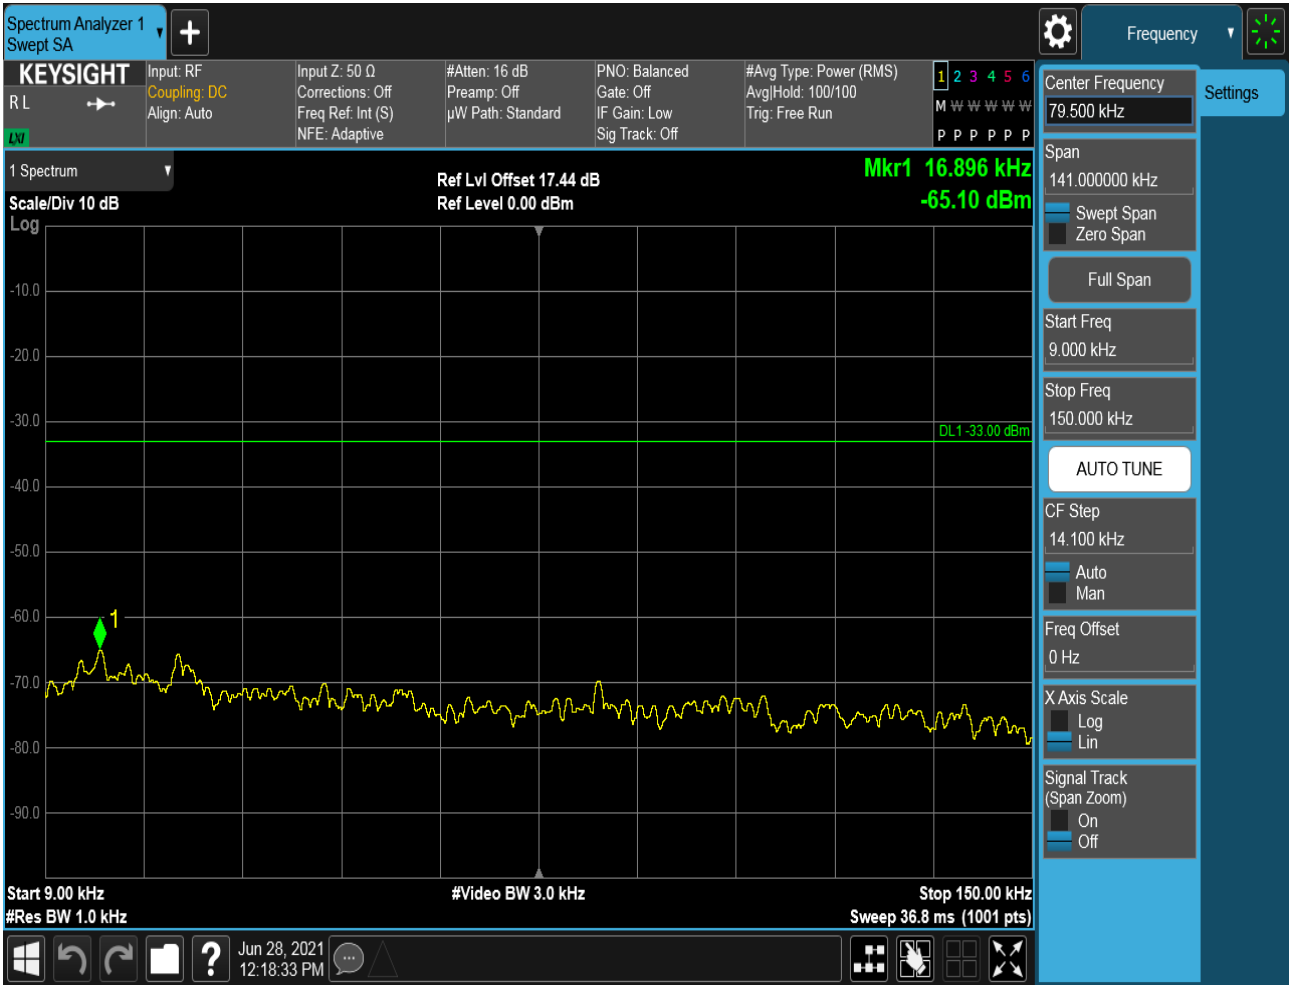 Spectrum Analyzer 1
Swept SA
Frequency
KEYSIGHT
R L
LXI
Input: RF
Coupling: DC
Align: Auto
Input Z: 50 Ω
Corrections: Off
Freq Ref: Int (S)
NFE: Adaptive
#Atten: 16 dB
Preamp: Off
µW Path: Standard
PNO: Balanced
Gate: Off
IF Gain: Low
Sig Track: Off
#Avg Type: Power (RMS)
Avg|Hold: 100/100
Trig: Free Run
1 2 3 4 5 6
M W W W W W
P P P P P P
1 Spectrum
Scale/Div 10 dB
Log
Ref Lvl Offset 17.44 dB
Ref Level 0.00 dBm
Mkr1 16.896 kHz
-65.10 dBm
-10.0
-20.0
-30.0
DL1 -33.00 dBm
-40.0
-50.0
-60.0
1
-70.0
-80.0
-90.0
Start 9.00 kHz
#Video BW 3.0 kHz
Stop 150.00 kHz
#Res BW 1.0 kHz
Sweep 36.8 ms (1001 pts)
Jun 28, 2021
12:18:33 PM
Center Frequency
79.500 kHz
Settings
Span
141.000000 kHz
Swept Span
Zero Span
Full Span
Start Freq
9.000 kHz
Stop Freq
150.000 kHz
AUTO TUNE
CF Step
14.100 kHz
Auto
Man
Freq Offset
0 Hz
X Axis Scale
Log
Lin
Signal Track
(Span Zoom)
On
Off